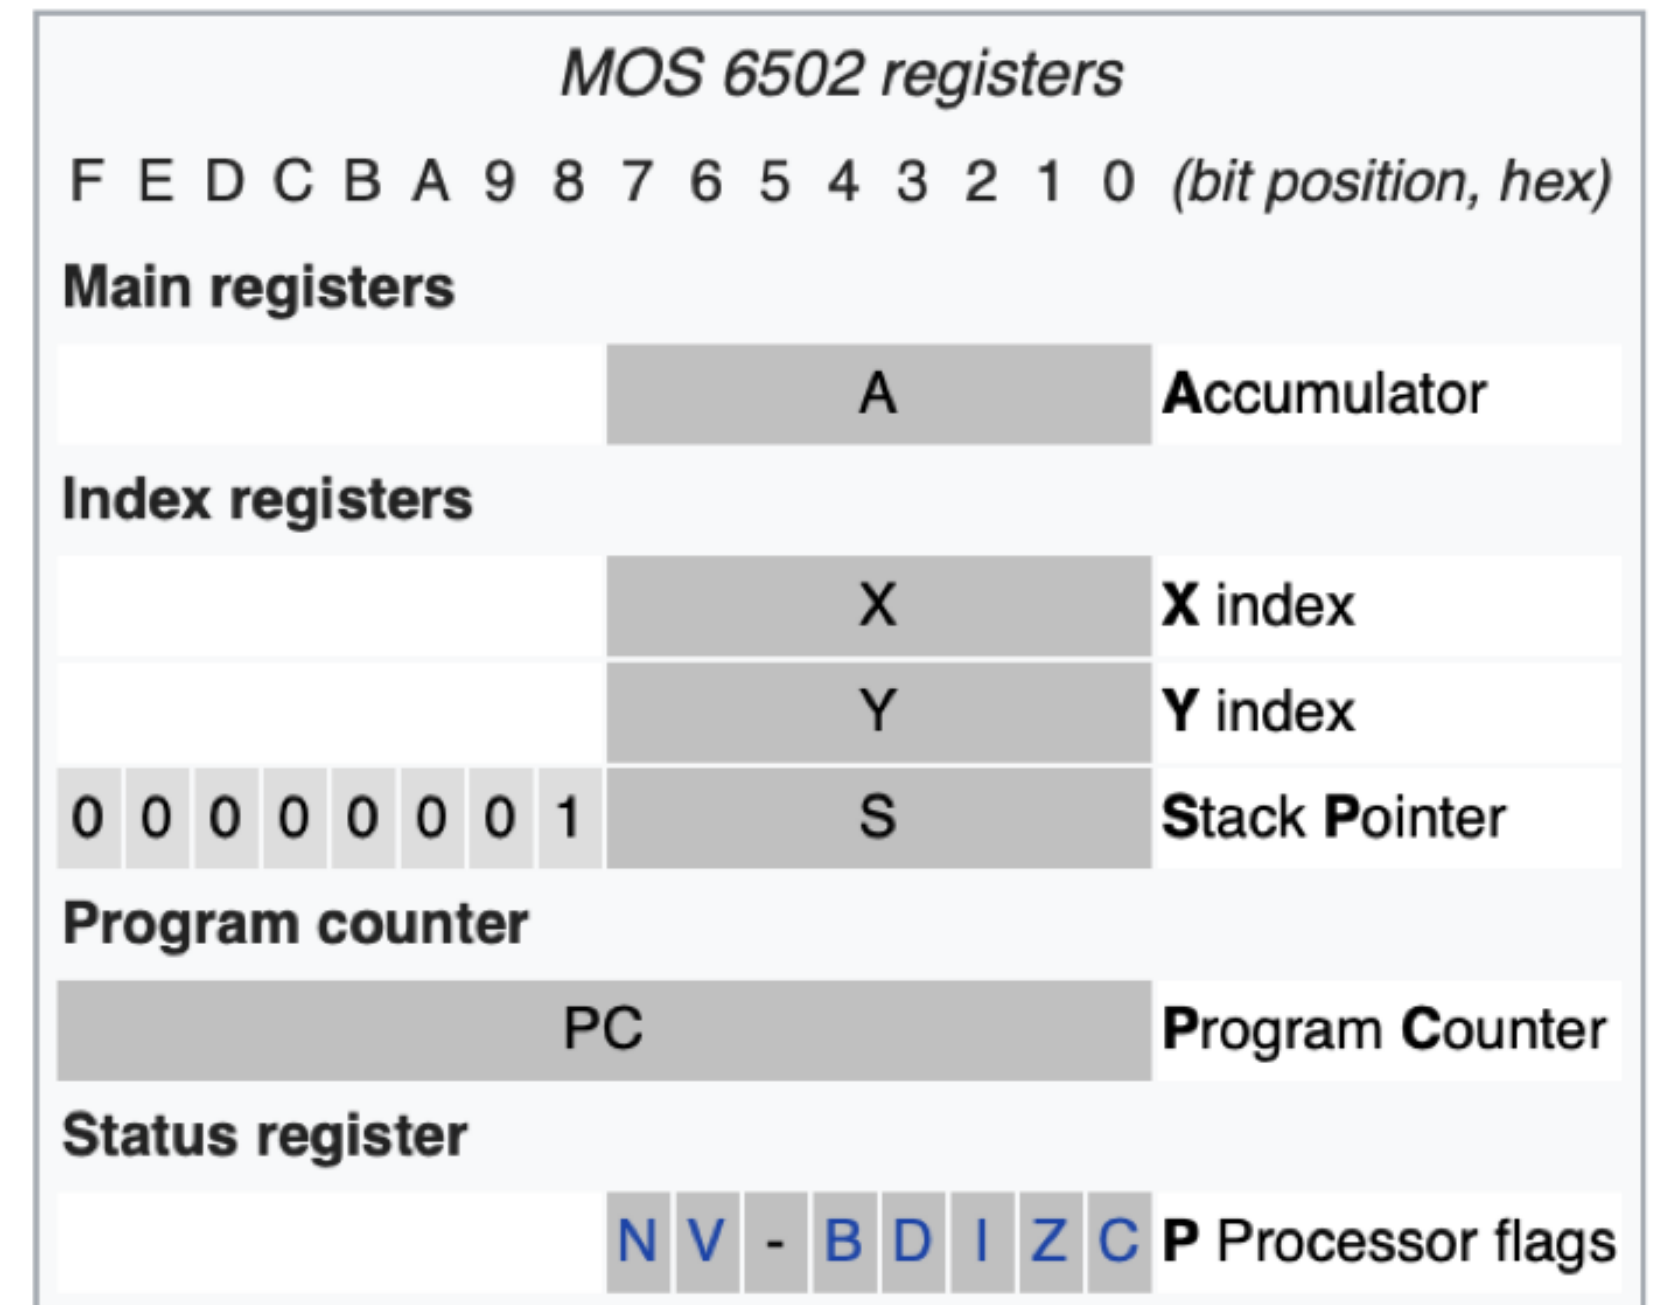 MOS 6502 registers
F E D C B A 9 8 7 6 5 4 3 2 1 0 (bit position, hex)
Main registers
A Accumulator
Index registers
X X index
Y Y index
0 0 0 0 0 0 0 1 S Stack Pointer
Program counter
PC Program Counter
Status register
N V - B D I Z C P Processor flags